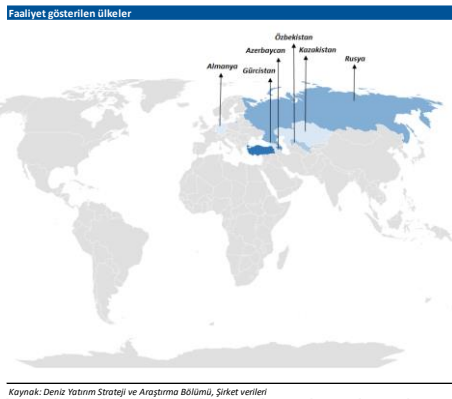 Faaliyet gösterilen ülkeler
Özbekistan
Azerbaycan
Kazakistan
Almanya
Gürcistan
Rusya
Kaynak: Deniz Yatırım Strateji ve Araştırma Bölümü, Şirket verileri